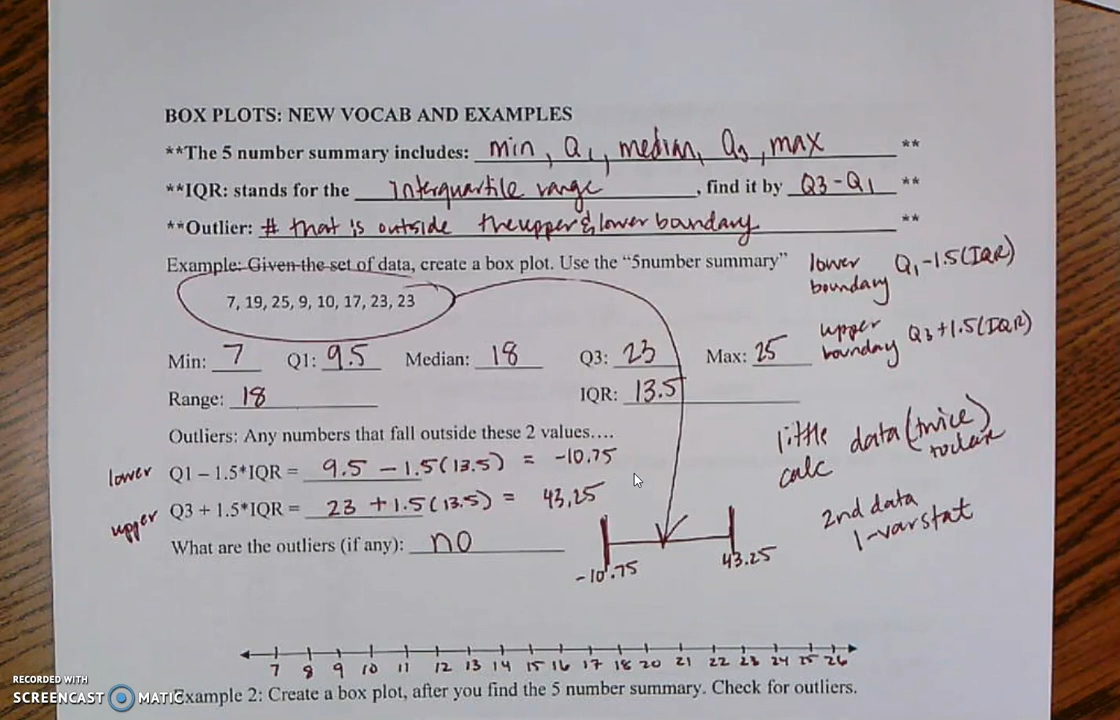 BOX PLOTS: NEW VOCAB AND EXAMPLES
**The 5 number summary includes: min, Q1, median, Q3, max **
**IQR: stands for the Interquartile range, find it by Q3-Q1 **
**Outlier: # that is outside the upper & lower boundary **
Example: Given the set of data, create a box plot. Use the “5number summary”
lower boundary Q1-1.5(IQR)
7, 19, 25, 9, 10, 17, 23, 23
upper boundary Q3+1.5(IQR)
Min: 7 Q1: 9.5 Median: 18 Q3: 23 Max: 25
Range: 18 IQR: 13.5
Outliers: Any numbers that fall outside these 2 values….
lower Q1 – 1.5*IQR = 9.5 - 1.5(13.5) = -10.75
upper Q3 + 1.5*IQR = 23 + 1.5(13.5) = 43.25
What are the outliers (if any): no
-10.75 43.25
little data (twice)
calc to clear
2nd data
1-var stat
7 8 9 10 11 12 13 14 15 16 17 18 20 21 22 23 24 25 26
Example 2: Create a box plot, after you find the 5 number summary. Check for outliers.
RECORDED WITH
SCREENCAST MATIC